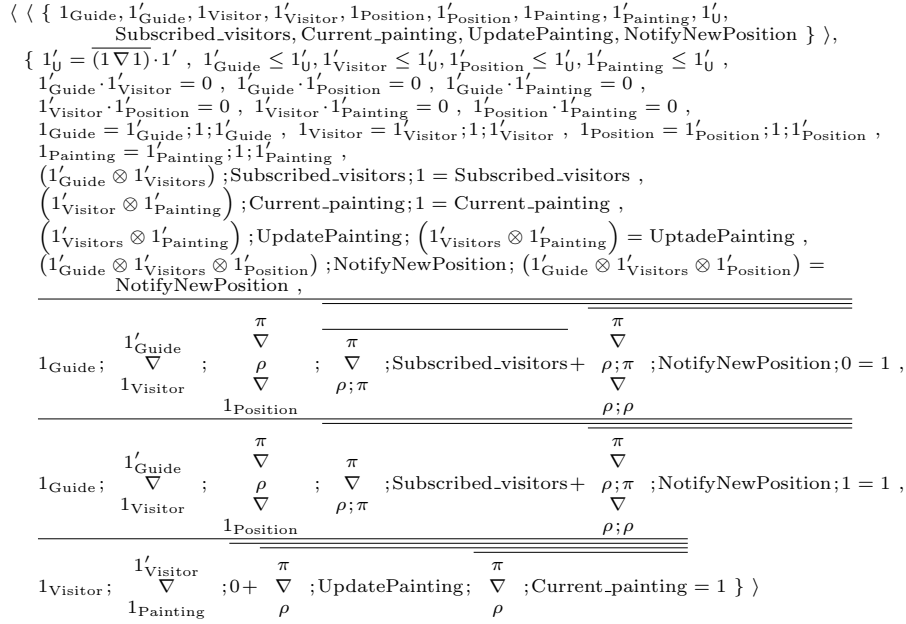 ⟨ ⟨ { 1_Guide, 1'_Guide, 1_Visitor, 1'_Visitor, 1_Position, 1'_Position, 1_Painting, 1'_Painting, 1'_U,
Subscribed_visitors, Current_painting, UpdatePainting, NotifyNewPosition } ⟩,
{ 1'_U = \overline{(1∇1)}·1' , 1'_Guide ≤ 1'_U, 1'_Visitor ≤ 1'_U, 1'_Position ≤ 1'_U, 1'_Painting ≤ 1'_U ,
1'_Guide·1'_Visitor = 0 , 1'_Guide·1'_Position = 0 , 1'_Guide·1'_Painting = 0 ,
1'_Visitor·1'_Position = 0 , 1'_Visitor·1'_Painting = 0 , 1'_Position·1'_Painting = 0 ,
1_Guide = 1'_Guide;1;1'_Guide , 1_Visitor = 1'_Visitor;1;1'_Visitor , 1_Position = 1'_Position;1;1'_Position ,
1_Painting = 1'_Painting;1;1'_Painting ,
(1'_Guide ⊗ 1'_Visitors) ;Subscribed_visitors;1 = Subscribed_visitors ,
(1'_Visitor ⊗ 1'_Painting) ;Current_painting;1 = Current_painting ,
(1'_Visitors ⊗ 1'_Painting) ;UpdatePainting; (1'_Visitors ⊗ 1'_Painting) = UptadePainting ,
(1'_Guide ⊗ 1'_Visitors ⊗ 1'_Position) ;NotifyNewPosition; (1'_Guide ⊗ 1'_Visitors ⊗ 1'_Position) =
NotifyNewPosition ,
π π
1'_Guide ∇ π ∇
1_Guide; ∇ ; ρ ; ∇ ;Subscribed_visitors+ ρ;π ;NotifyNewPosition;0 = 1 ,
1_Visitor ∇ ρ;π ∇
1_Position ρ;ρ
π π
1'_Guide ∇ π ∇
1_Guide; ∇ ; ρ ; ∇ ;Subscribed_visitors+ ρ;π ;NotifyNewPosition;1 = 1 ,
1_Visitor ∇ ρ;π ∇
1_Position ρ;ρ
1'_Visitor π π
1_Visitor; ∇ ;0+ ∇ ;UpdatePainting; ∇ ;Current_painting = 1 } ⟩
1_Painting ρ ρ